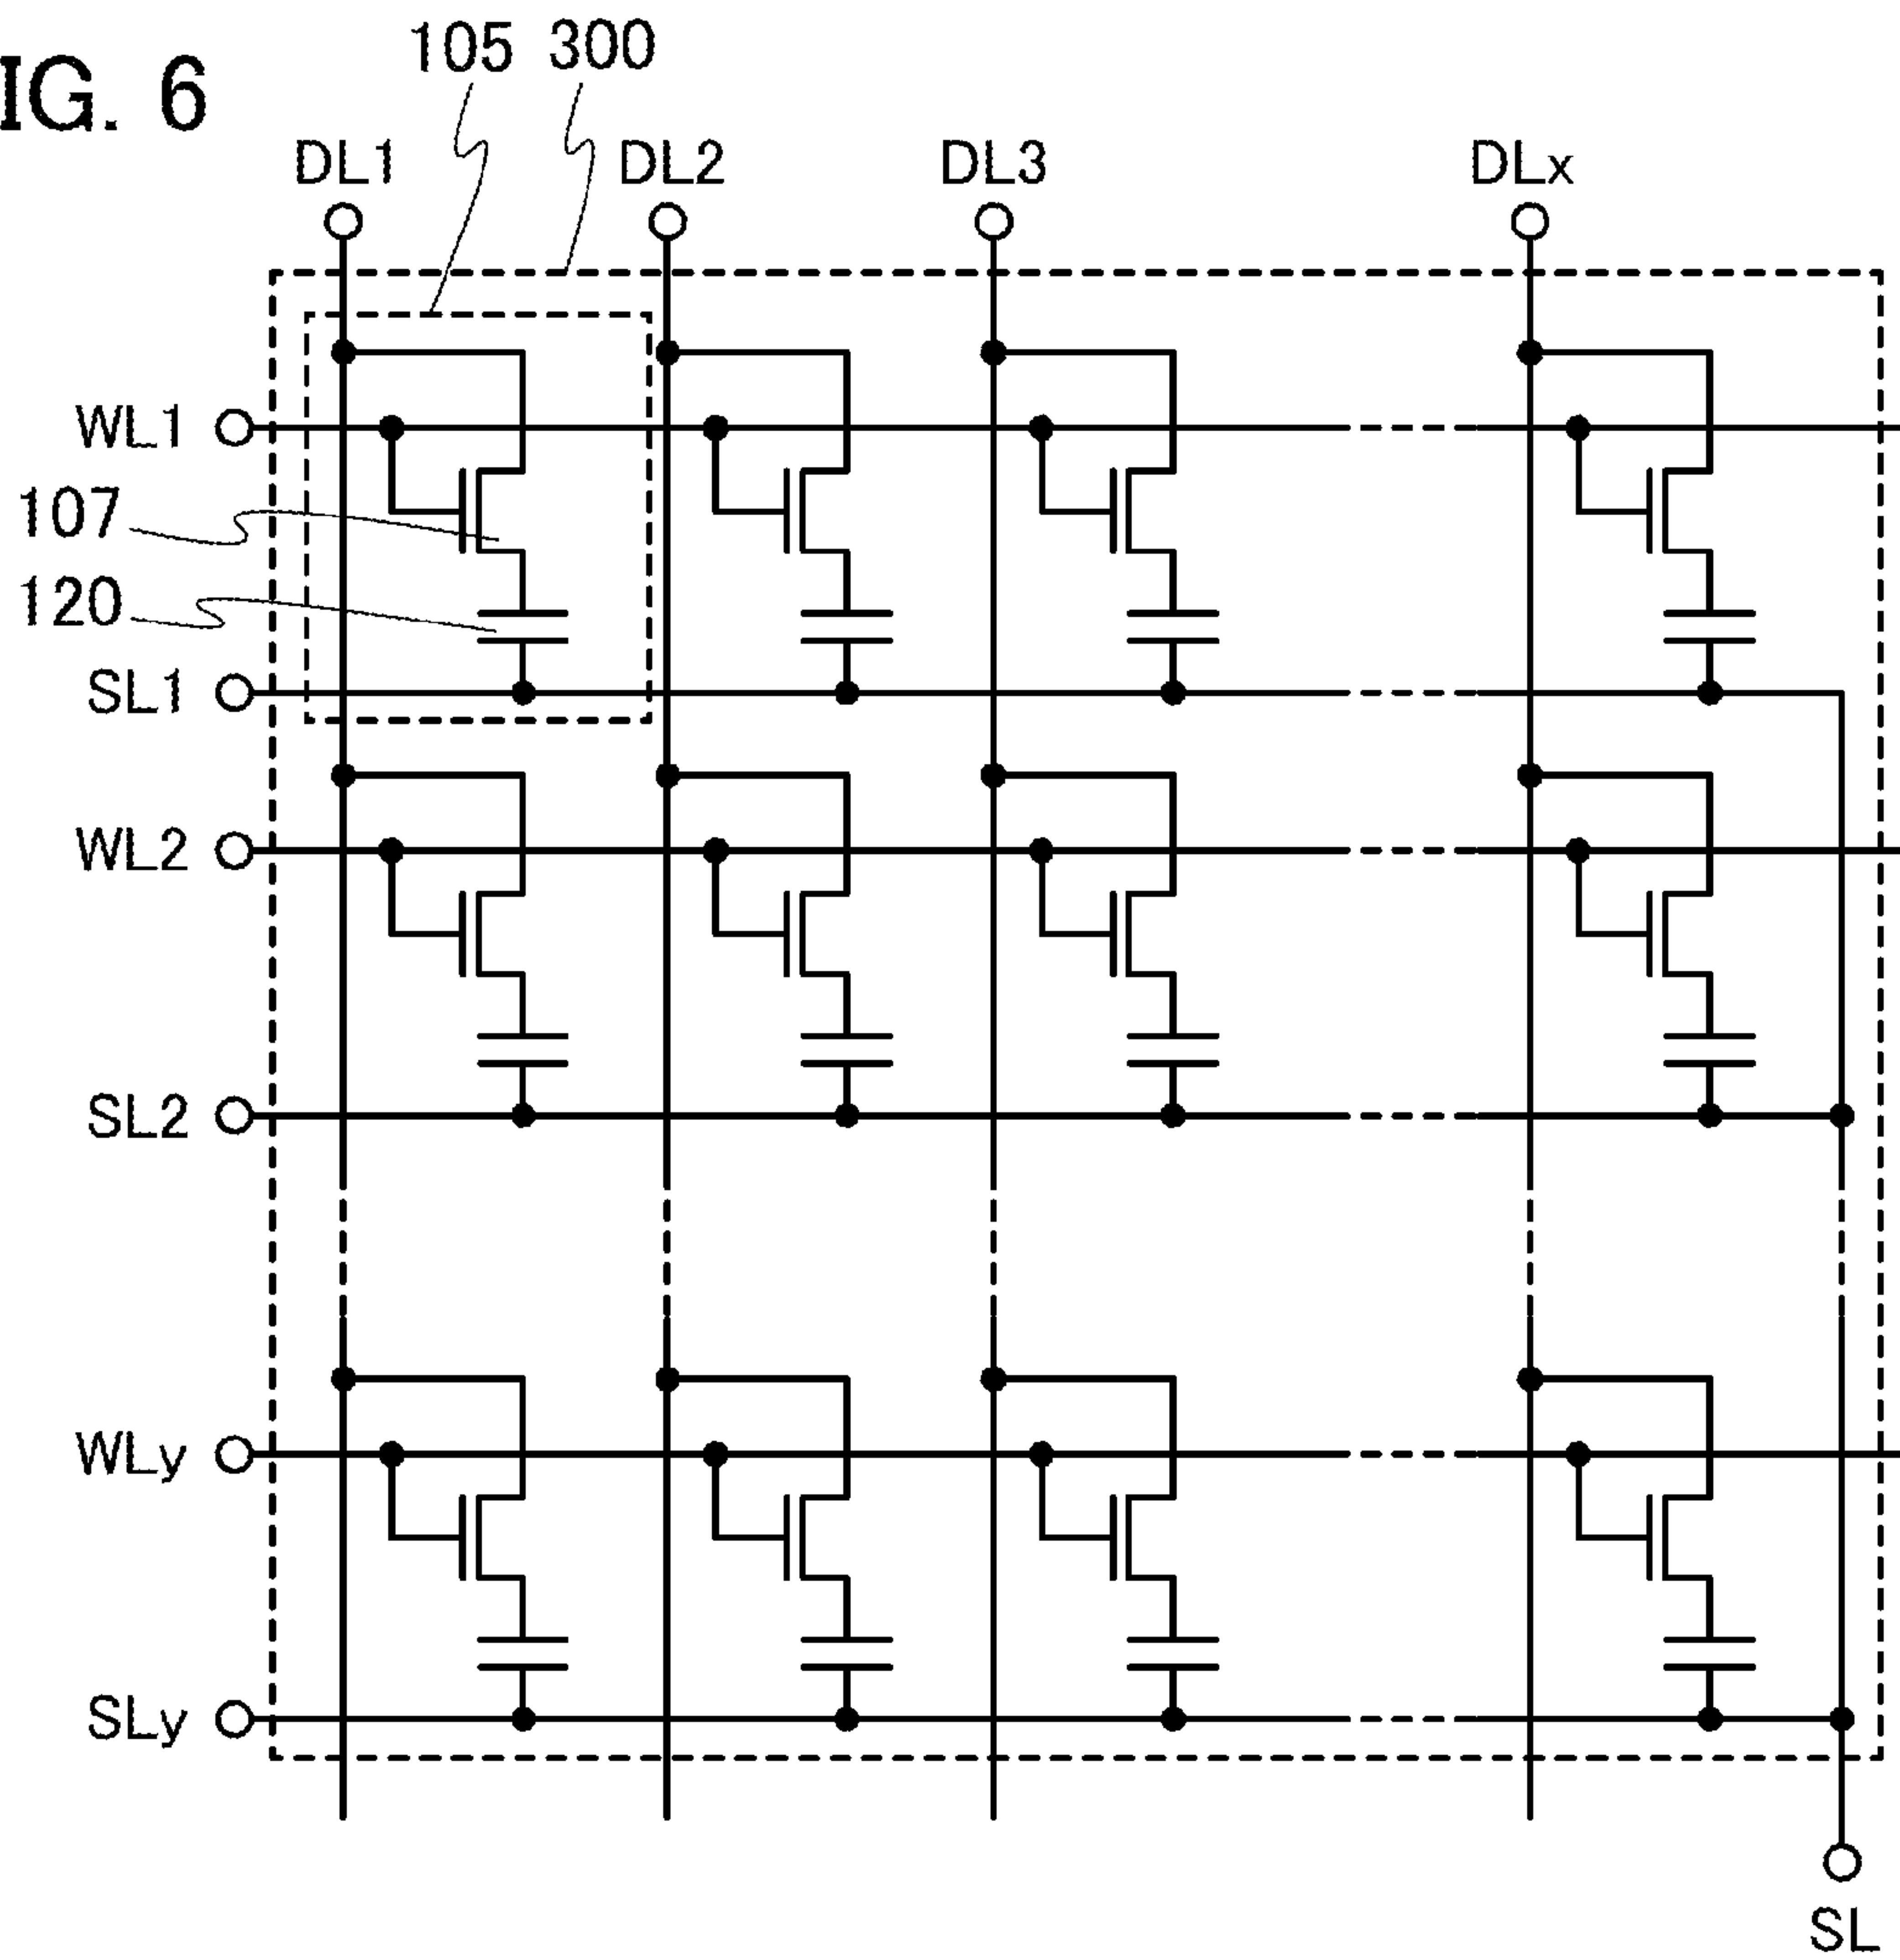 IG. 6
105 300
DL1 DL2 DL3 DLx
WL1
107
120
SL1
WL2
SL2
WLy
SLy
SL